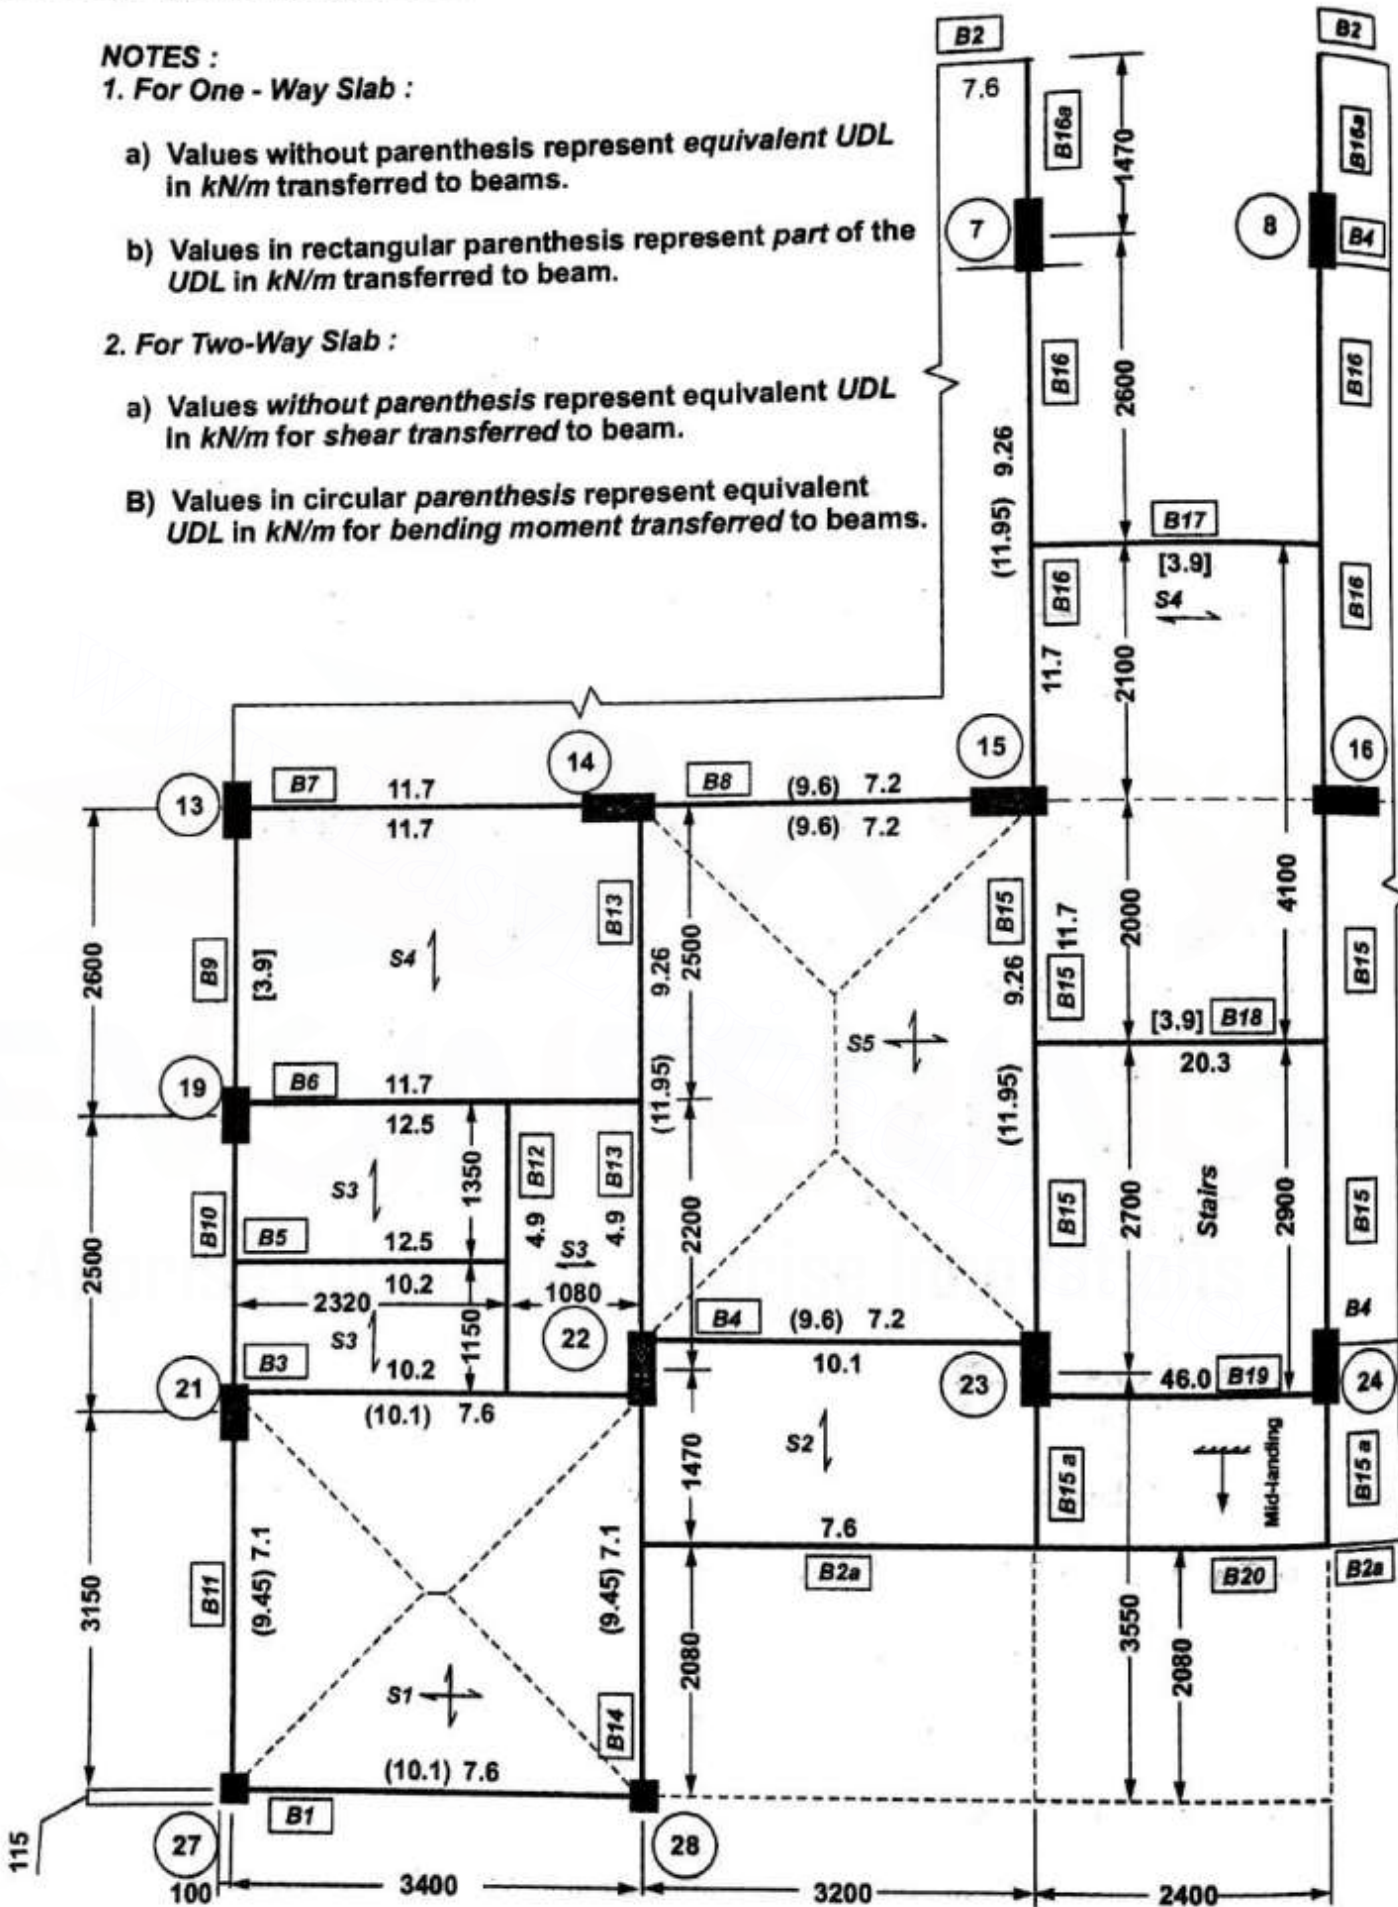 NOTES :
1. For One - Way Slab :
a) Values without parenthesis represent equivalent UDL
in kN/m transferred to beams.
b) Values in rectangular parenthesis represent part of the
UDL in kN/m transferred to beam.
2. For Two-Way Slab :
a) Values without parenthesis represent equivalent UDL
in kN/m for shear transferred to beam.
B) Values in circular parenthesis represent equivalent
UDL in kN/m for bending moment transferred to beams.
B2
B2
7.6
B16a
1470
B16a
7
8
B4
B16
2600
B16
(11.95) 9.26
B17
[3.9]
S4
B16
B16
11.7
2100
13
14
15
16
B7
11.7
B8
(9.6) 7.2
11.7
(9.6) 7.2
2600
B9
[3.9]
S4
B13
9.26
2500
B15
11.7
2000
4100
S5
9.26
B15
B15
[3.9]
B18
20.3
19
B6
11.7
(11.95)
(11.95)
12.5
1350
B12
B13
S3
2500
B10
B5
12.5
4.9
4.9
2200
B15
2700
Stairs
2900
B15
10.2
S3
2320
1080
S3
1150
22
B4
(9.6) 7.2
B4
B3
10.2
10.1
21
23
46.0
B19
24
(10.1) 7.6
S2
1470
B15 a
Mid-landing
B15 a
7.6
B2a
B20
B2a
3150
B11
(9.45) 7.1
(9.45) 7.1
2080
3550
2080
S1
B14
(10.1) 7.6
B1
115
27
28
100
3400
3200
2400